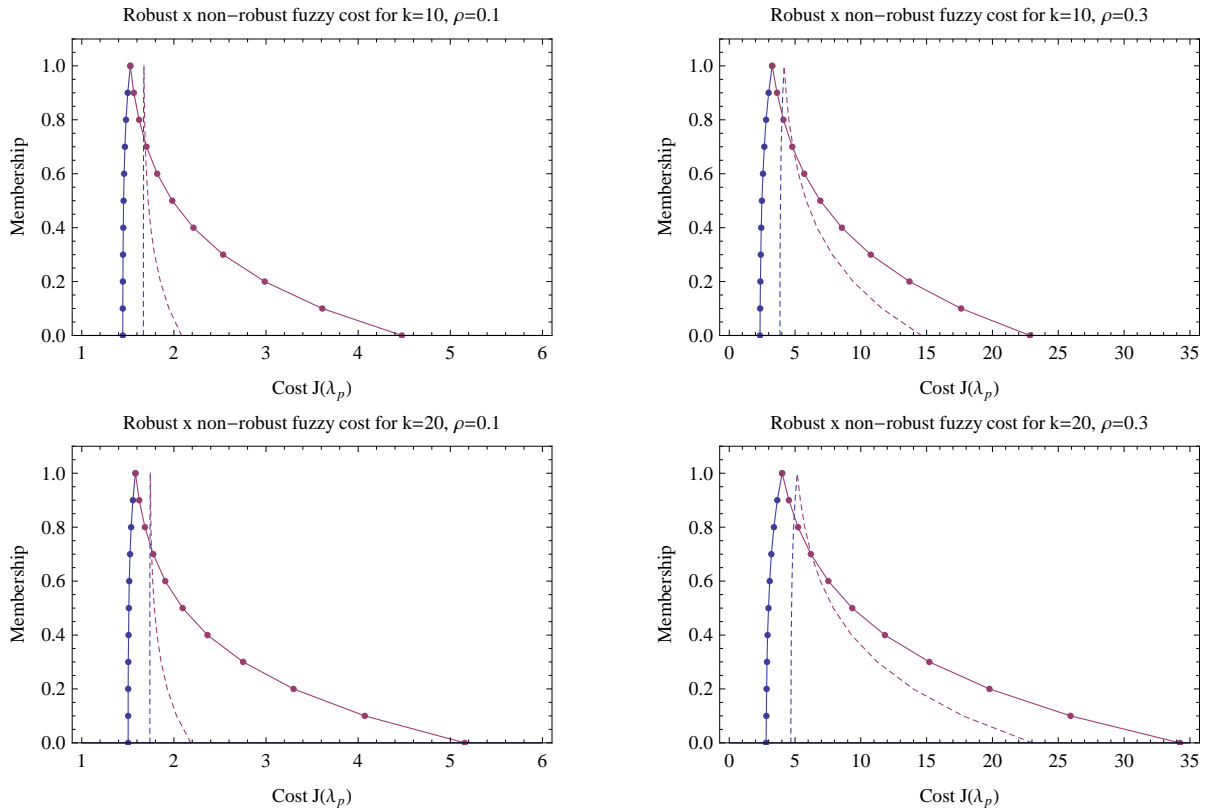 Robust x non−robust fuzzy cost for k=10, ρ=0.1
Membership
1.0
0.8
0.6
0.4
0.2
0.0
1 2 3 4 5 6
Cost J(λp)
Robust x non−robust fuzzy cost for k=10, ρ=0.3
Membership
1.0
0.8
0.6
0.4
0.2
0.0
0 5 10 15 20 25 30 35
Cost J(λp)
Robust x non−robust fuzzy cost for k=20, ρ=0.1
Membership
1.0
0.8
0.6
0.4
0.2
0.0
1 2 3 4 5 6
Cost J(λp)
Robust x non−robust fuzzy cost for k=20, ρ=0.3
Membership
1.0
0.8
0.6
0.4
0.2
0.0
0 5 10 15 20 25 30 35
Cost J(λp)